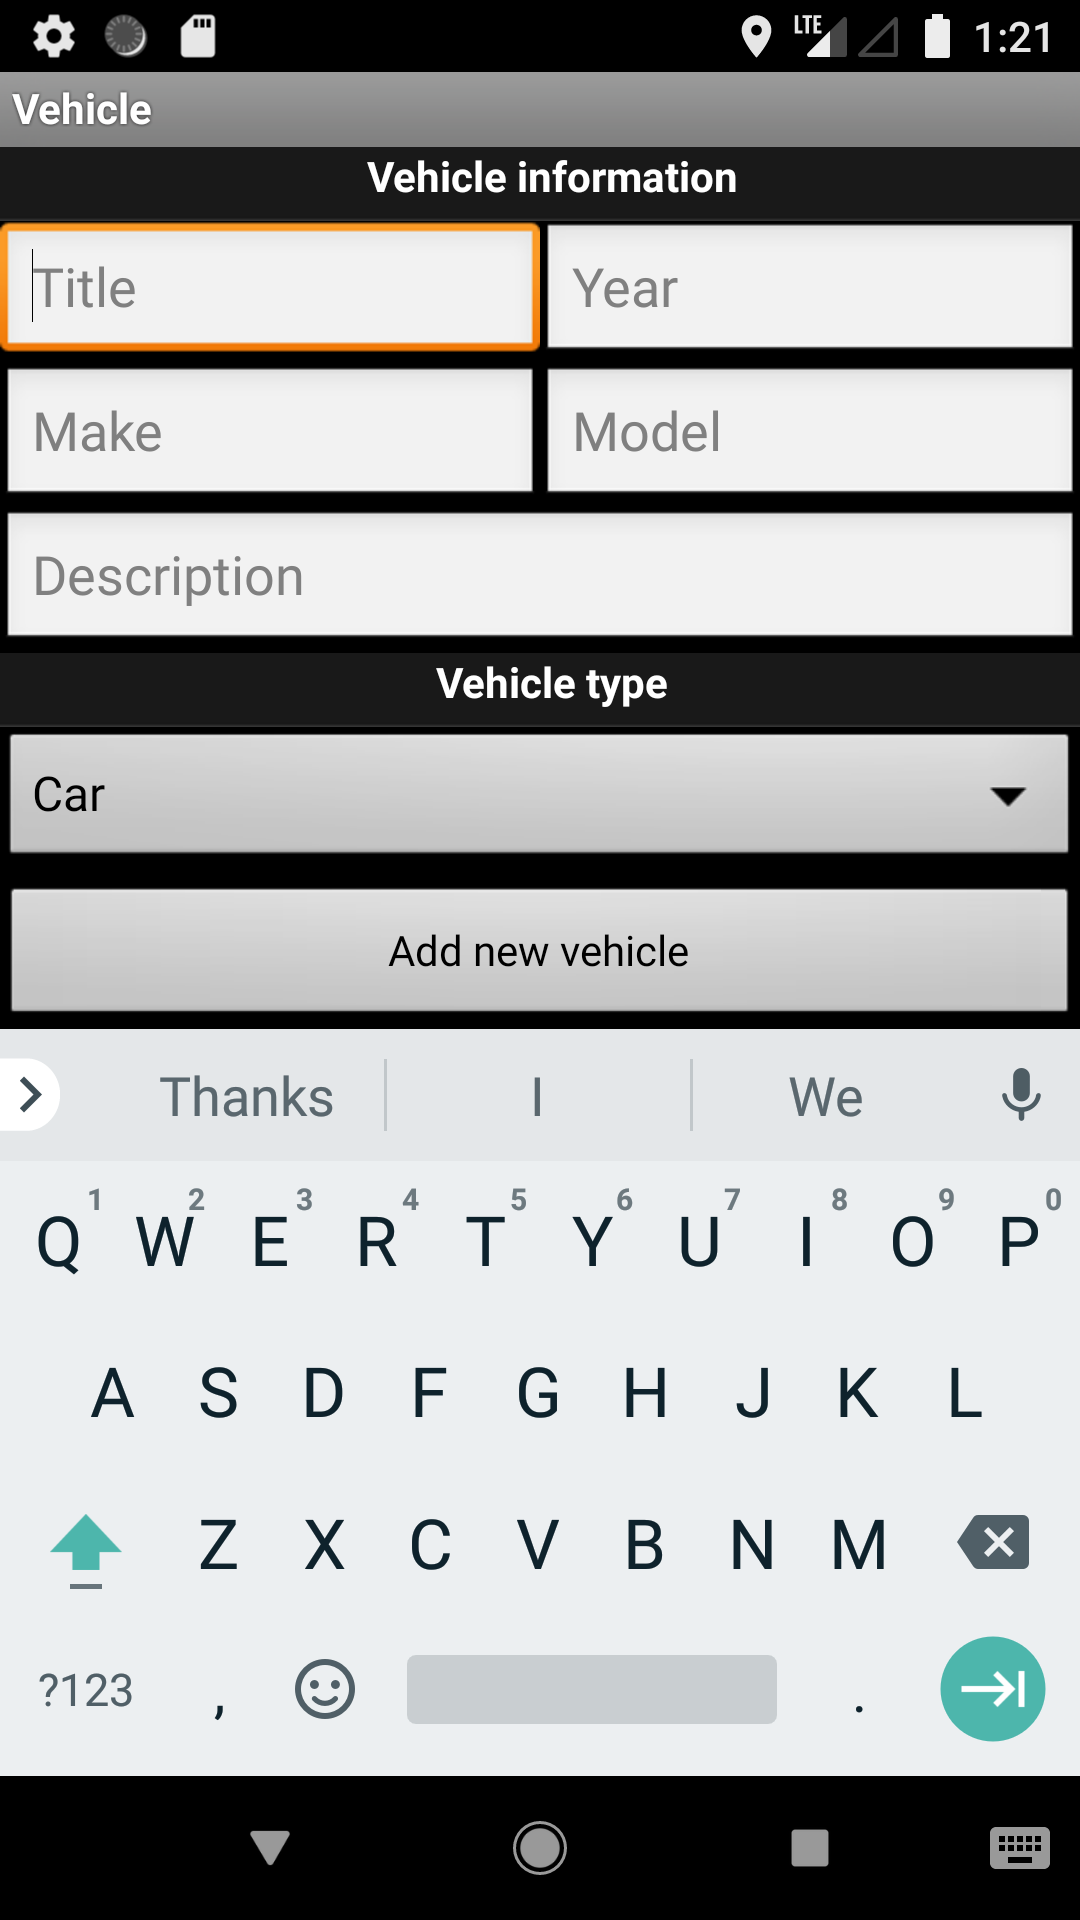 LTE 1:21
Vehicle
Vehicle information
Title Year
Make Model
Description
Vehicle type
Car
Add new vehicle
Thanks I We
1 2 3 4 5 6 7 8 9 0
Q W E R T Y U I O P
A S D F G H J K L
Z X C V B N M
?123 , .